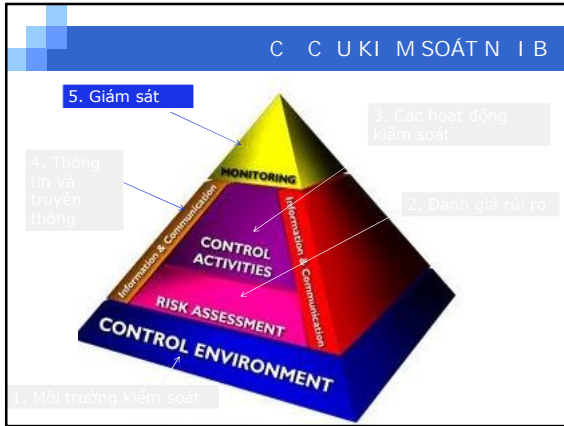 C C U KI M SOÁT N I B
5. Giám sát
3. Các hoạt động
kiểm soát
4. Thông
tin và
truyền
thông
MONITORING
2. Đánh giá rủi ro
Information & Communication
Information & Communication
CONTROL
ACTIVITIES
RISK ASSESSMENT
CONTROL ENVIRONMENT
1. Môi trường kiểm soát